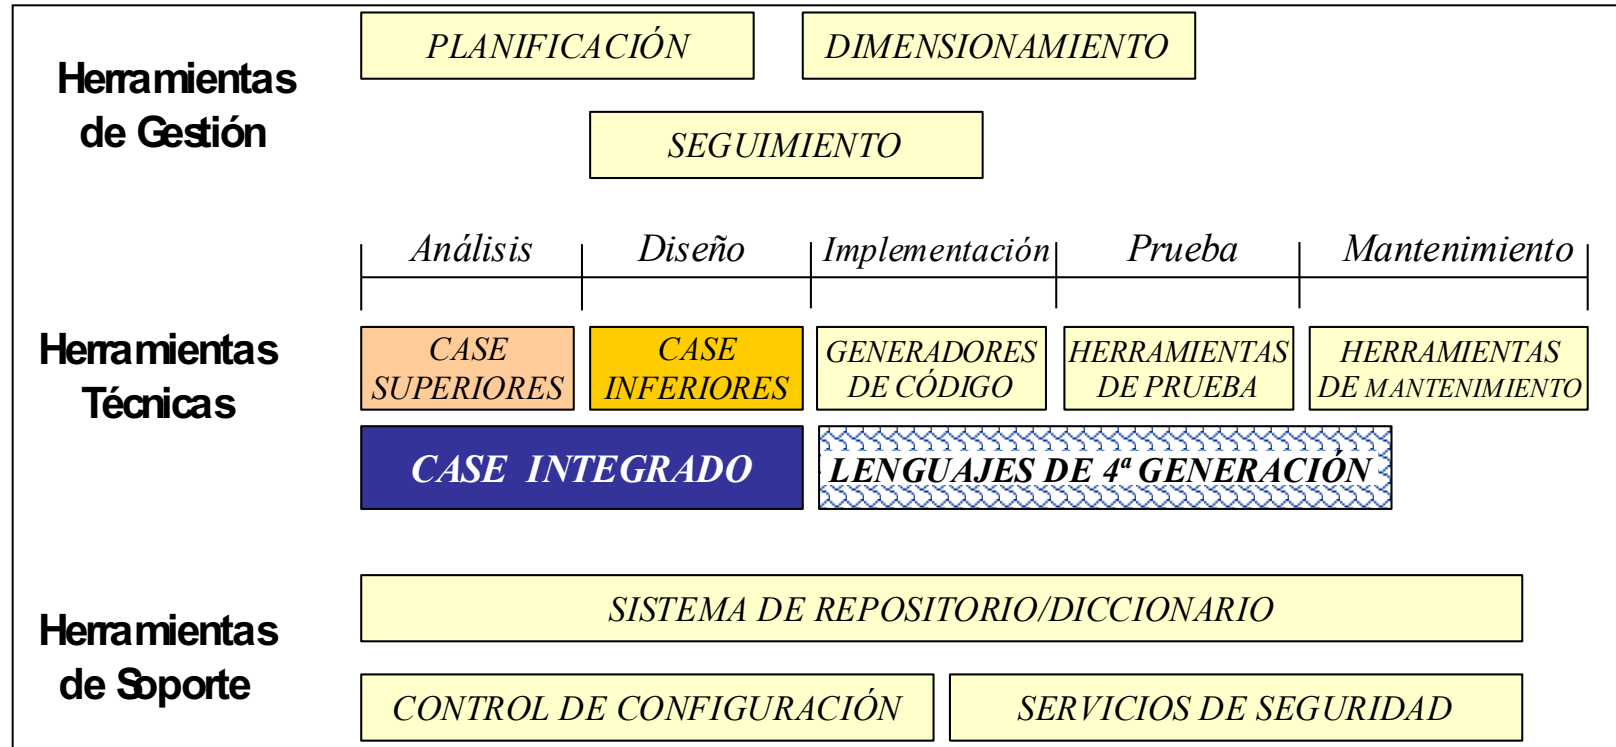 Herramientas
de Gestión
PLANIFICACIÓN
DIMENSIONAMIENTO
SEGUIMIENTO
Análisis
Diseño
Implementación
Prueba
Mantenimiento
Herramientas
Técnicas
CASE
SUPERIORES
CASE
INFERIORES
GENERADORES
DE CÓDIGO
HERRAMIENTAS
DE PRUEBA
HERRAMIENTAS
DE MANTENIMIENTO
CASE INTEGRADO
LENGUAJES DE 4ª GENERACIÓN
Herramientas
de Soporte
SISTEMA DE REPOSITORIO/DICCIONARIO
CONTROL DE CONFIGURACIÓN
SERVICIOS DE SEGURIDAD